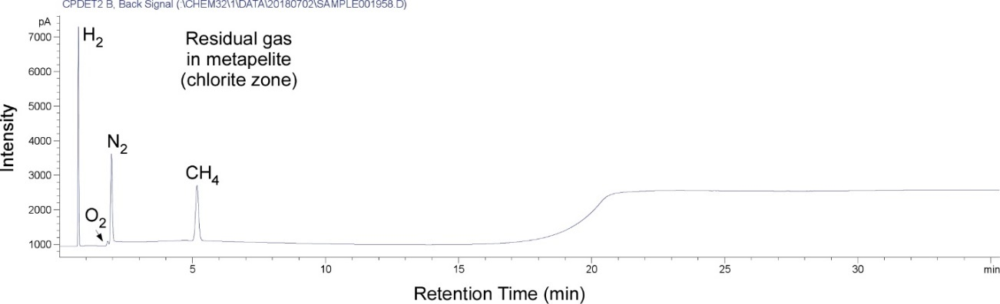 CPDET2 B, Back Signal (:\CHEM32\1\DATA\20180702\SAMPLE001958.D)
pA
7000
6000
5000
4000
3000
2000
1000
Intensity
H2
O2
N2
CH4
Residual gas
in metapelite
(chlorite zone)
5
10
15
20
25
30
min
Retention Time (min)